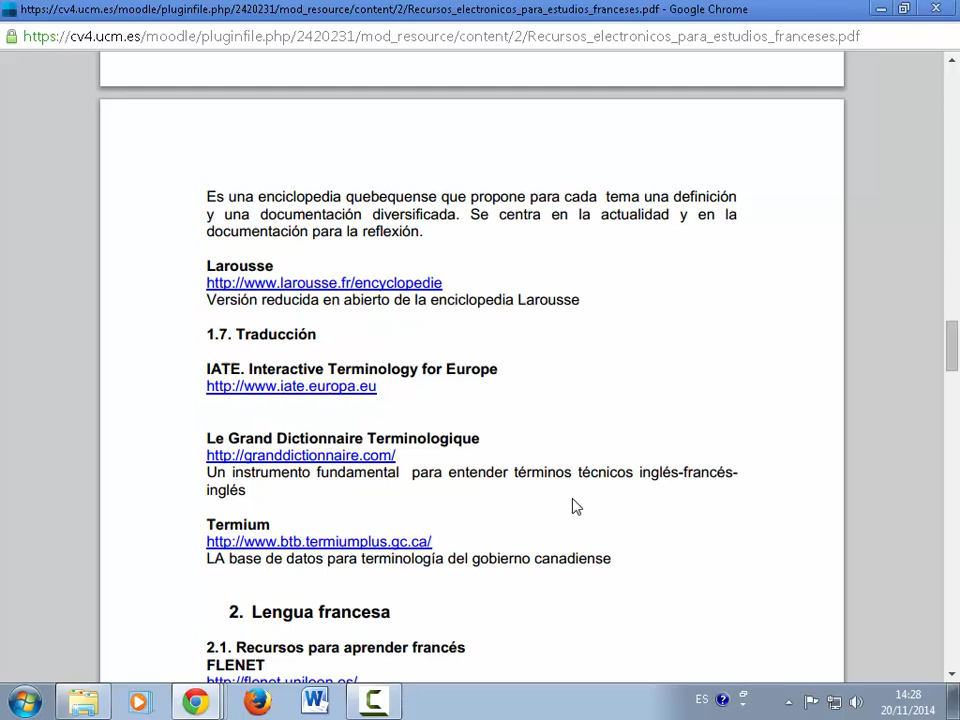 https://cv4.ucm.es/moodle/pluginfile.php/2420231/mod_resource/content/2/Recursos_electronicos_para_estudios_franceses.pdf - Google Chrome
https://cv4.ucm.es/moodle/pluginfile.php/2420231/mod_resource/content/2/Recursos_electronicos_para_estudios_franceses.pdf
Es una enciclopedia quebequense que propone para cada tema una definición
y una documentación diversificada. Se centra en la actualidad y en la
documentación para la reflexión.
Larousse
http://www.larousse.fr/encyclopedie
Versión reducida en abierto de la enciclopedia Larousse
1.7. Traducción
IATE. Interactive Terminology for Europe
http://www.iate.europa.eu
Le Grand Dictionnaire Terminologique
http://granddictionnaire.com/
Un instrumento fundamental para entender términos técnicos inglés-francés-
inglés
Termium
http://www.btb.termiumplus.gc.ca/
LA base de datos para terminología del gobierno canadiense
2. Lengua francesa
2.1. Recursos para aprender francés
FLENET
http://flenet.unileon.es/
ES
14:28
20/11/2014